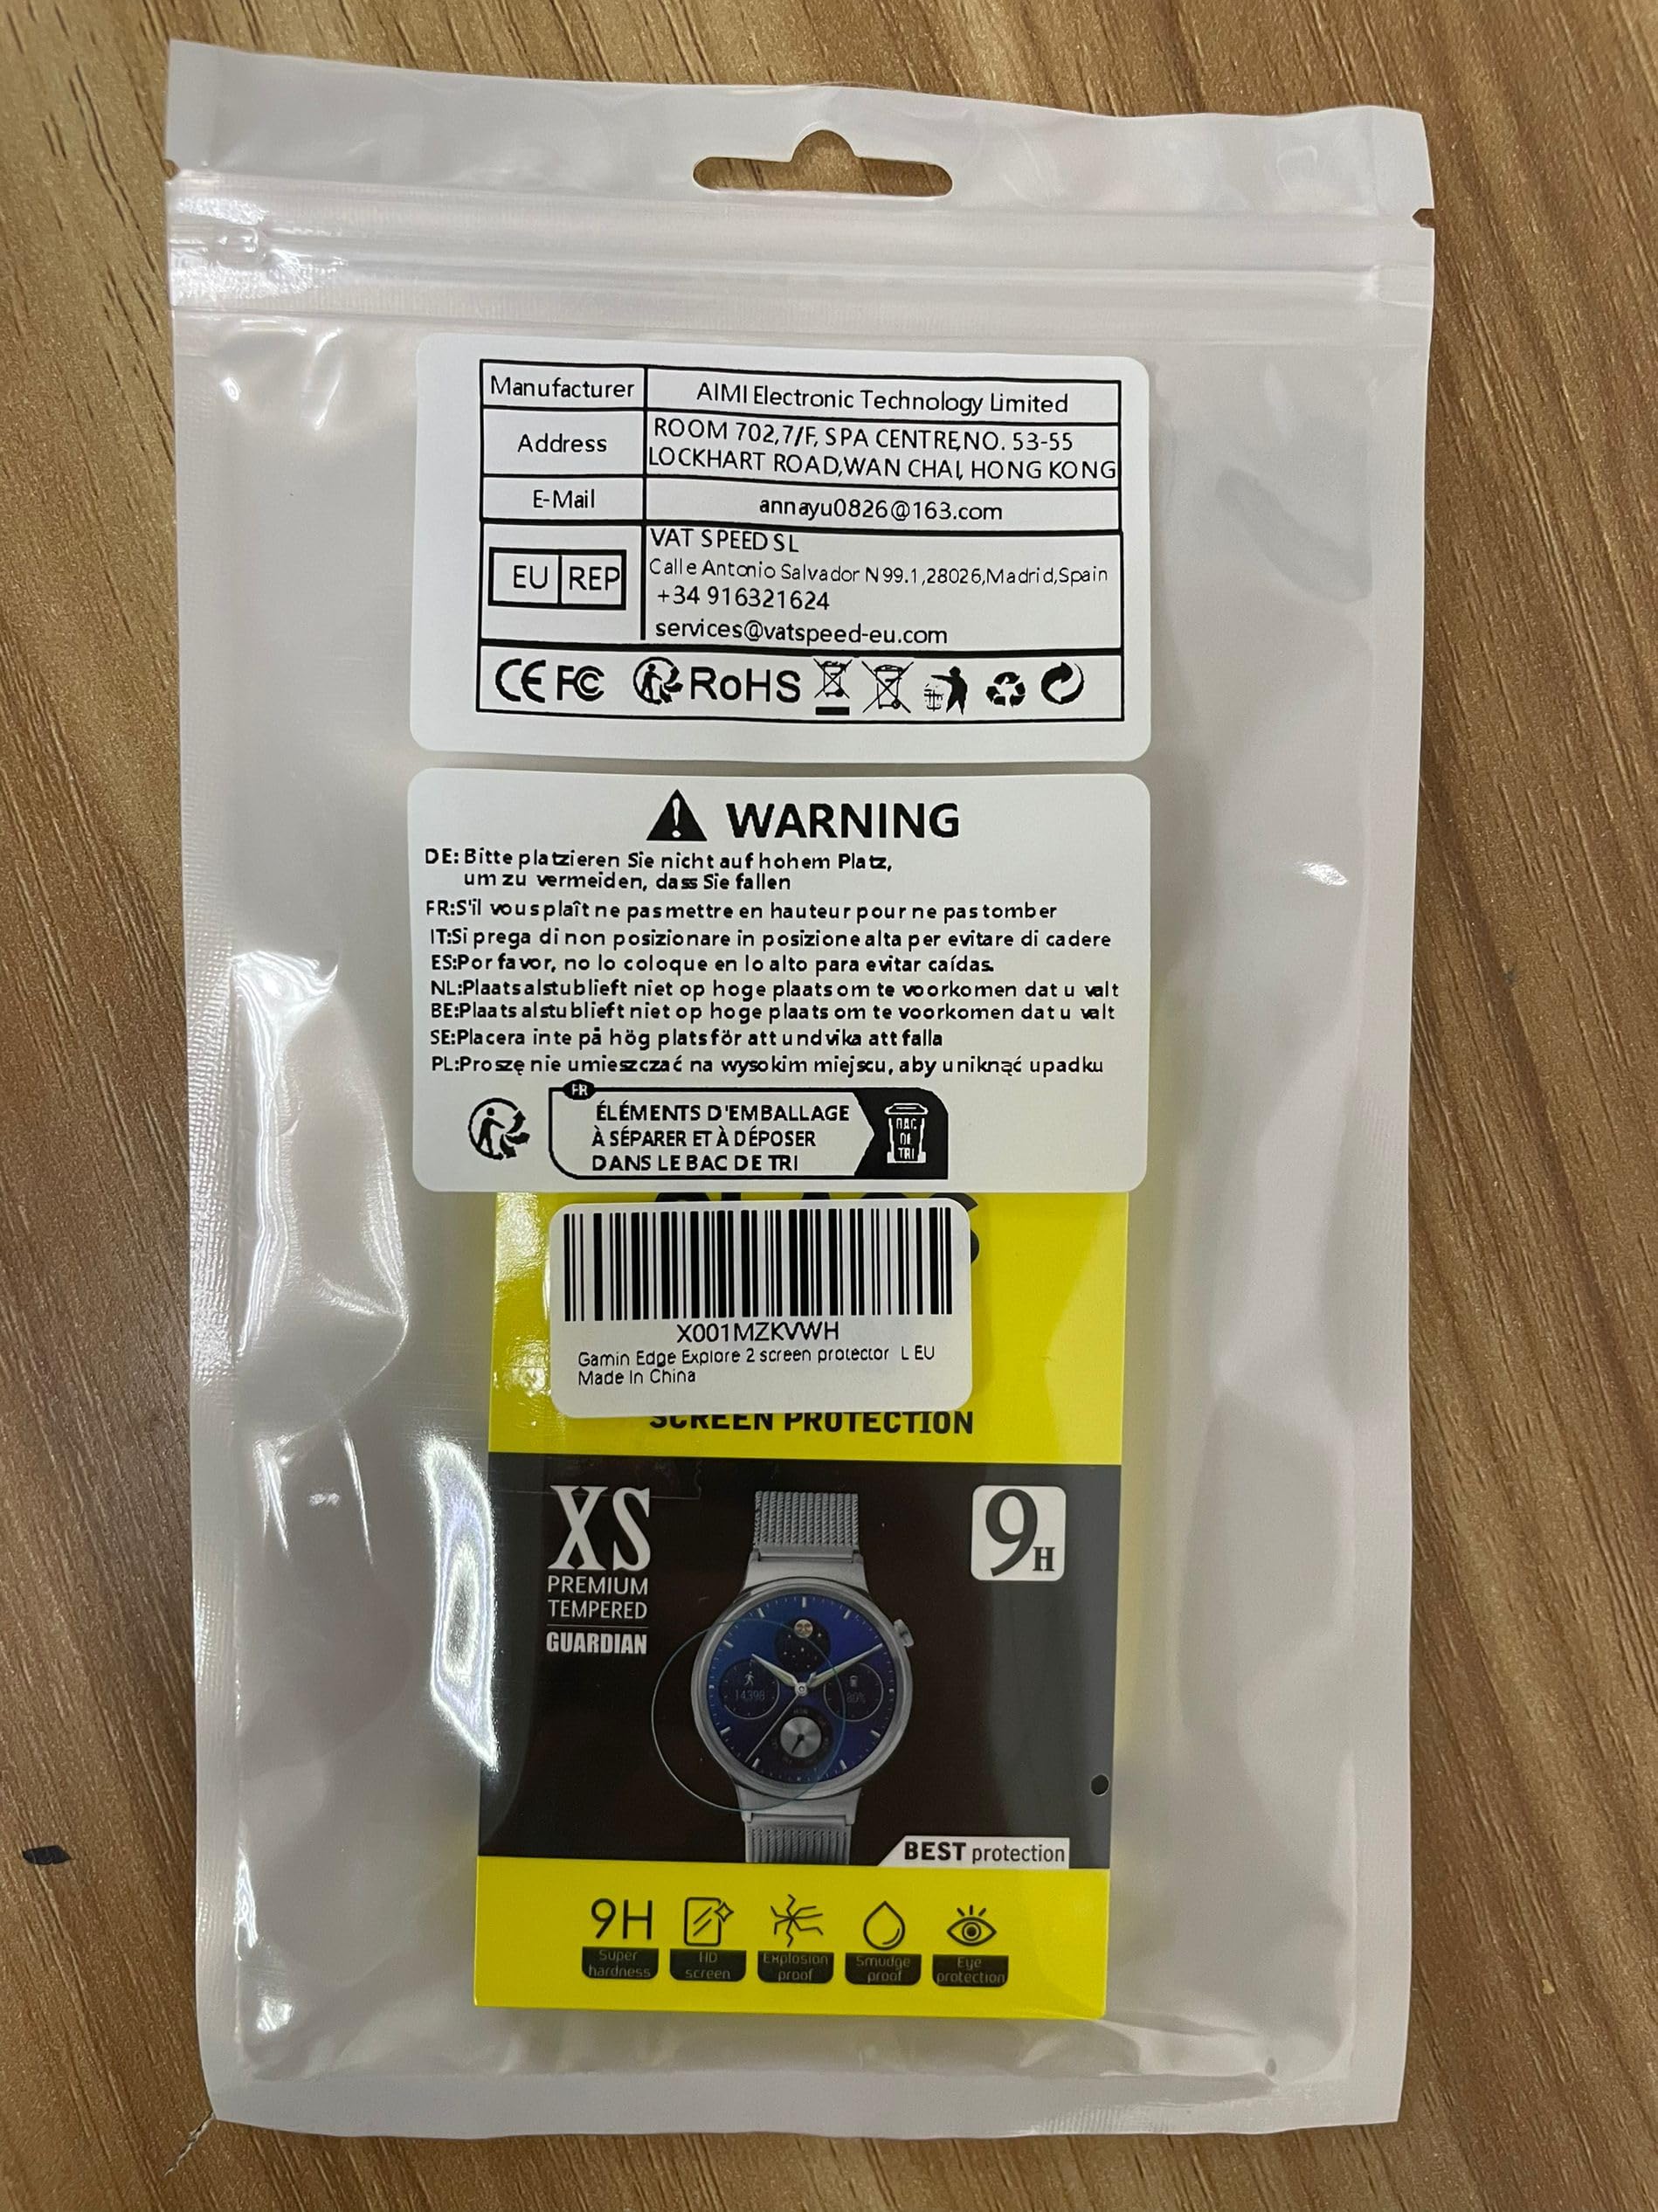 Manufacturer AIMI Electronic Technology Limited
Address ROOM 702,7/F, SPA CENTRE,NO. 53-55
LOCKHART ROAD,WAN CHAI, HONG KONG
E-Mail annayu0826@163.com
EU REP VAT SPEED SL
Calle Antonio Salvador N99.1,28026,Madrid,Spain
+34 916321624
services@vatspeed-eu.com
CE FC RoHS
WARNING
DE: Bitte platzieren Sie nicht auf hohem Platz,
um zu vermeiden, dass Sie fallen
FR:S'il vous plaît ne pas mettre en hauteur pour ne pas tomber
IT:Si prega di non posizionare in posizione alta per evitare di cadere
ES:Por favor, no lo coloque en lo alto para evitar caídas.
NL:Plaats alstublieft niet op hoge plaats om te voorkomen dat u valt
BE:Plaats alstublieft niet op hoge plaats om te voorkomen dat u valt
SE:Placera inte på hög plats för att undvika att falla
PL:Proszę nie umieszczać na wysokim miejscu, aby uniknąć upadku
FR
ÉLÉMENTS D'EMBALLAGE
À SÉPARER ET À DÉPOSER
DANS LE BAC DE TRI
BAC
DE
TRI
X001MZKVWH
Gamin Edge Explore 2 screen protector L EU
Made In China
SCREEN PROTECTION
XS
PREMIUM
TEMPERED
GUARDIAN
9H
14,398
80%
BEST protection
9H
Super
hardness
HD
screen
Explosion
proof
Smudge
proof
Eye
protection